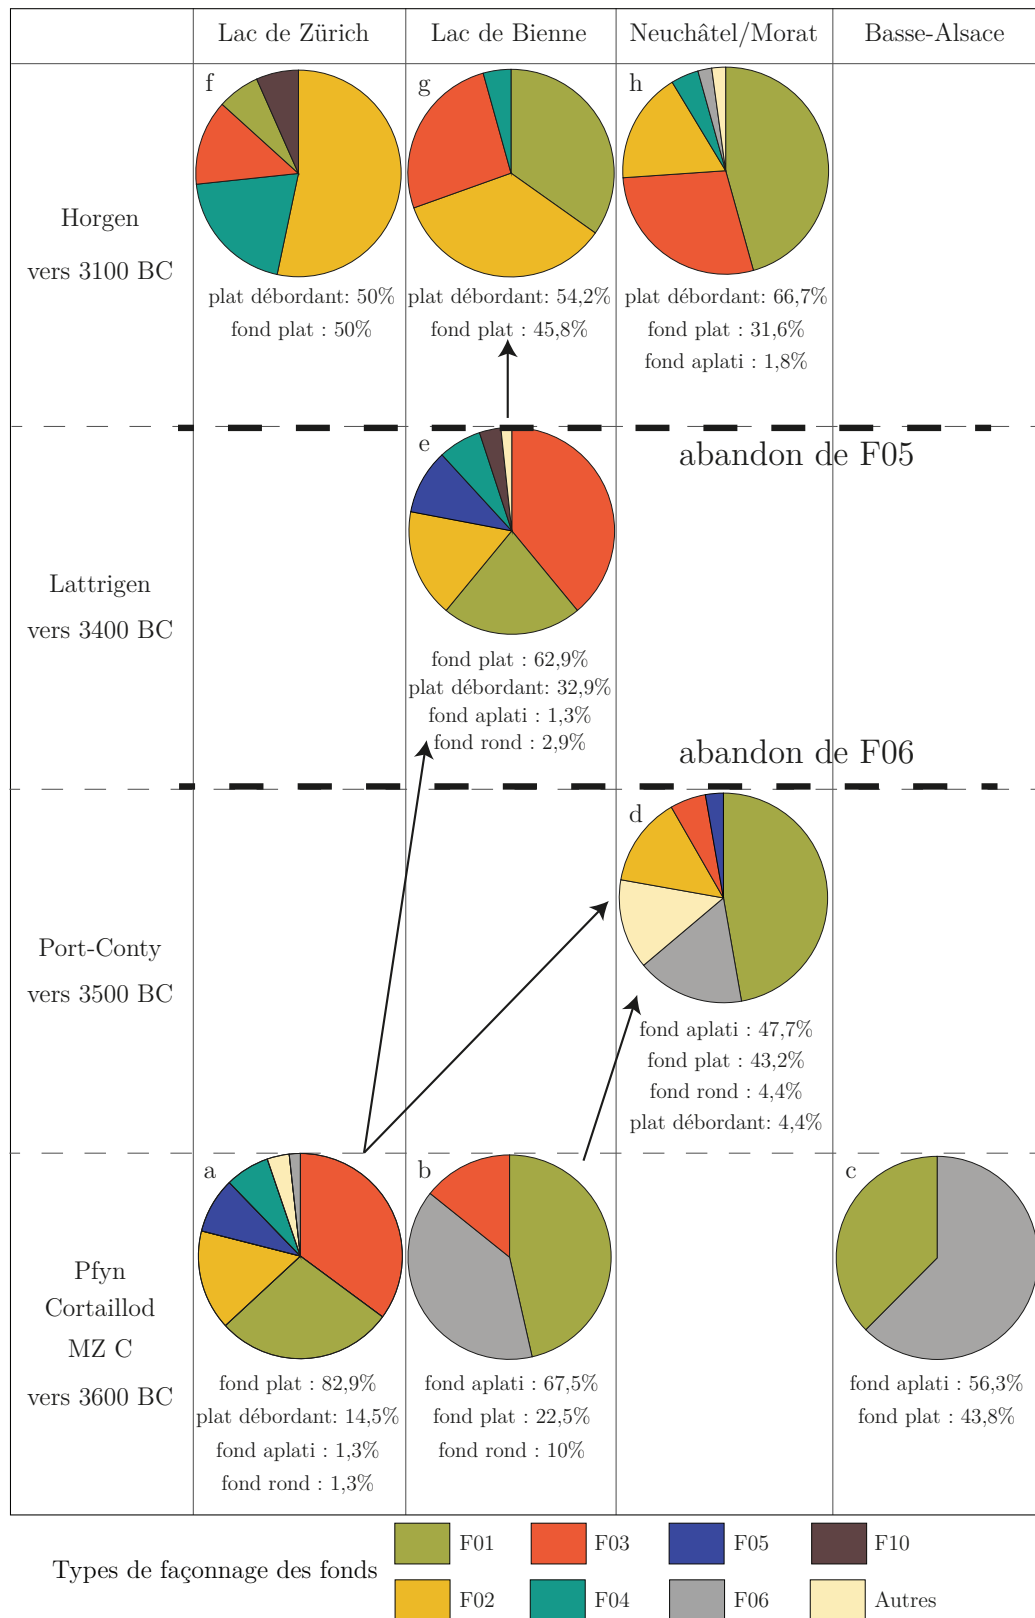 Lac de Zürich
Lac de Bienne
Neuchâtel/Morat
Basse-Alsace
Horgen
vers 3100 BC
f
plat débordant: 50%
fond plat : 50%
g
plat débordant: 54,2%
fond plat : 45,8%
h
plat débordant: 66,7%
fond plat : 31,6%
fond aplati : 1,8%
abandon de F05
Lattrigen
vers 3400 BC
e
fond plat : 62,9%
plat débordant: 32,9%
fond aplati : 1,3%
fond rond : 2,9%
abandon de F06
Port-Conty
vers 3500 BC
d
fond aplati : 47,7%
fond plat : 43,2%
fond rond : 4,4%
plat débordant: 4,4%
Pfyn
Cortaillod
MZ C
vers 3600 BC
a
fond plat : 82,9%
plat débordant: 14,5%
fond aplati : 1,3%
fond rond : 1,3%
b
fond aplati : 67,5%
fond plat : 22,5%
fond rond : 10%
c
fond aplati : 56,3%
fond plat : 43,8%
Types de façonnage des fonds
F01
F03
F05
F10
F02
F04
F06
Autres